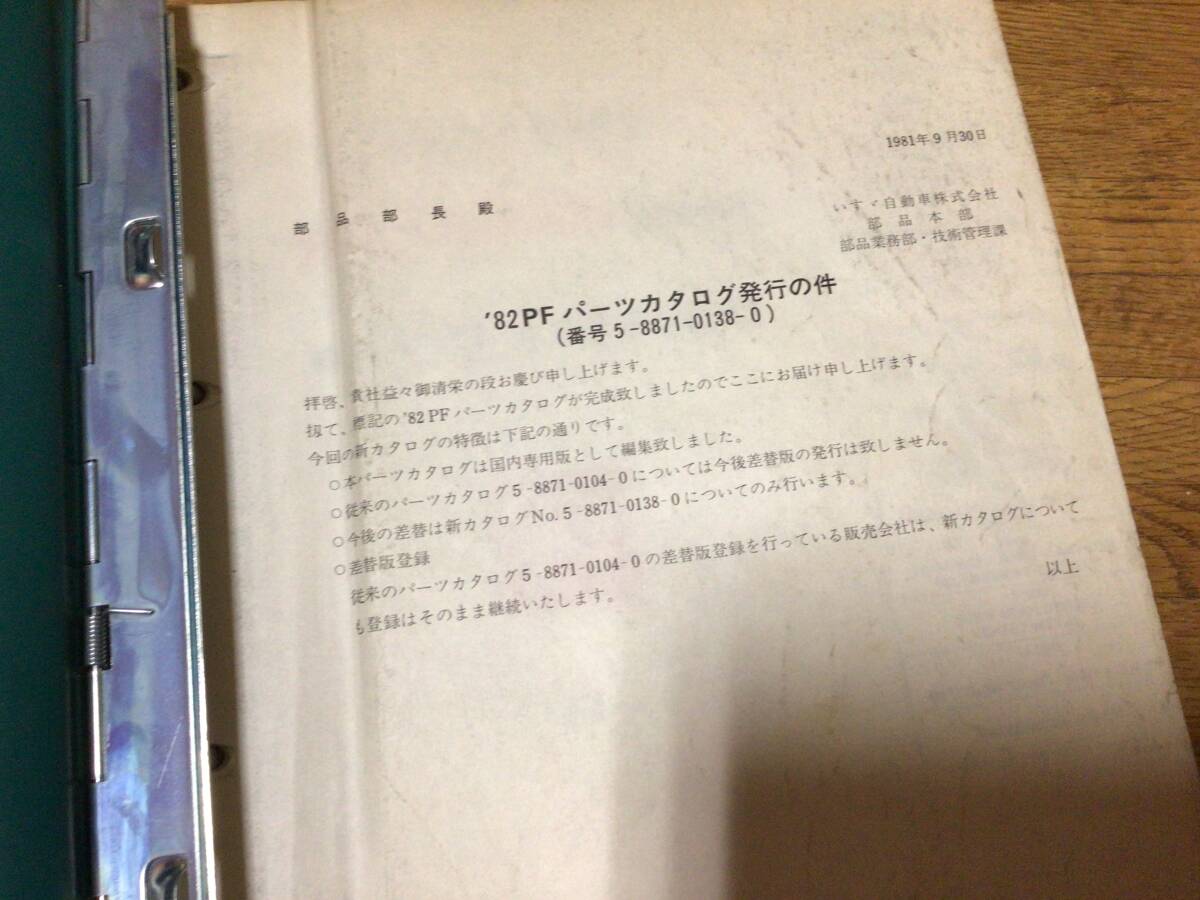 1981年9月30日
部品部長殿
いすゞ自動車株式会社
部品本部
部品業務部・技術管理課
'82PFパーツカタログ発行の件
(番号5-8871-0138-0)
拝啓、貴社益々御清栄の段お慶び申し上げます。
扨て、標記の'82PFパーツカタログが完成致しましたのでここにお届け申し上げます。
今回の新カタログの特徴は下記の通りです。
○本パーツカタログは国内専用版として編集致しました。
○従来のパーツカタログ5-8871-0104-0については今後差替版の発行は致しません。
○今後の差替は新カタログNo.5-8871-0138-0についてのみ行います。
○差替版登録
従来のパーツカタログ5-8871-0104-0の差替版登録を行っている販売会社は、新カタログについて
も登録はそのまま継続いたします。
以上